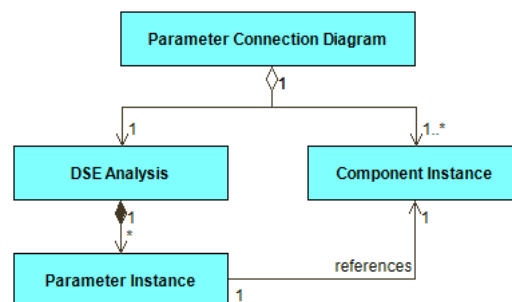 Parameter Connection Diagram
1
1
1..*
DSE Analysis
Component Instance
1
1
*
references
Parameter Instance
1